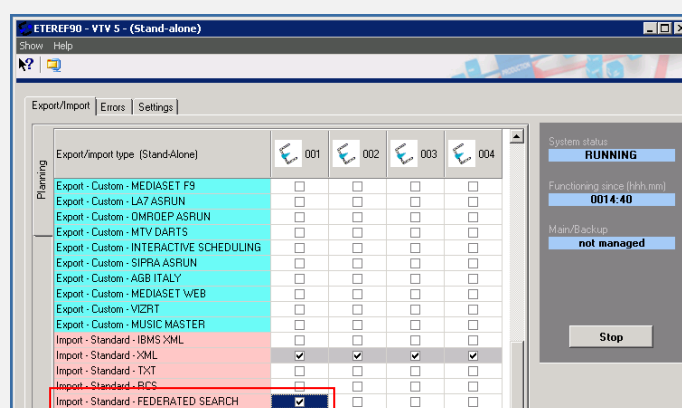 ETEREF90 - VTV 5 - (Stand-alone)
Show Help
Export/Import Errors Settings
Planning
Export/import type (Stand-Alone) 001 002 003 004
Export - Custom - MEDIASET F9
Export - Custom - LA7 ASRUN
Export - Custom - OMROEP ASRUN
Export - Custom - MTV DARTS
Export - Custom - INTERACTIVE SCHEDULING
Export - Custom - SIPRA ASRUN
Export - Custom - AGB ITALY
Export - Custom - MEDIASET WEB
Export - Custom - VIZRT
Export - Custom - MUSIC MASTER
Import - Standard - IBMS XML
Import - Standard - XML
Import - Standard - TXT
Import - Standard - RCS
Import - Standard - FEDERATED SEARCH
System status
RUNNING
Functioning since (hhh.mm)
0014:40
Main/Backup
not managed
Stop